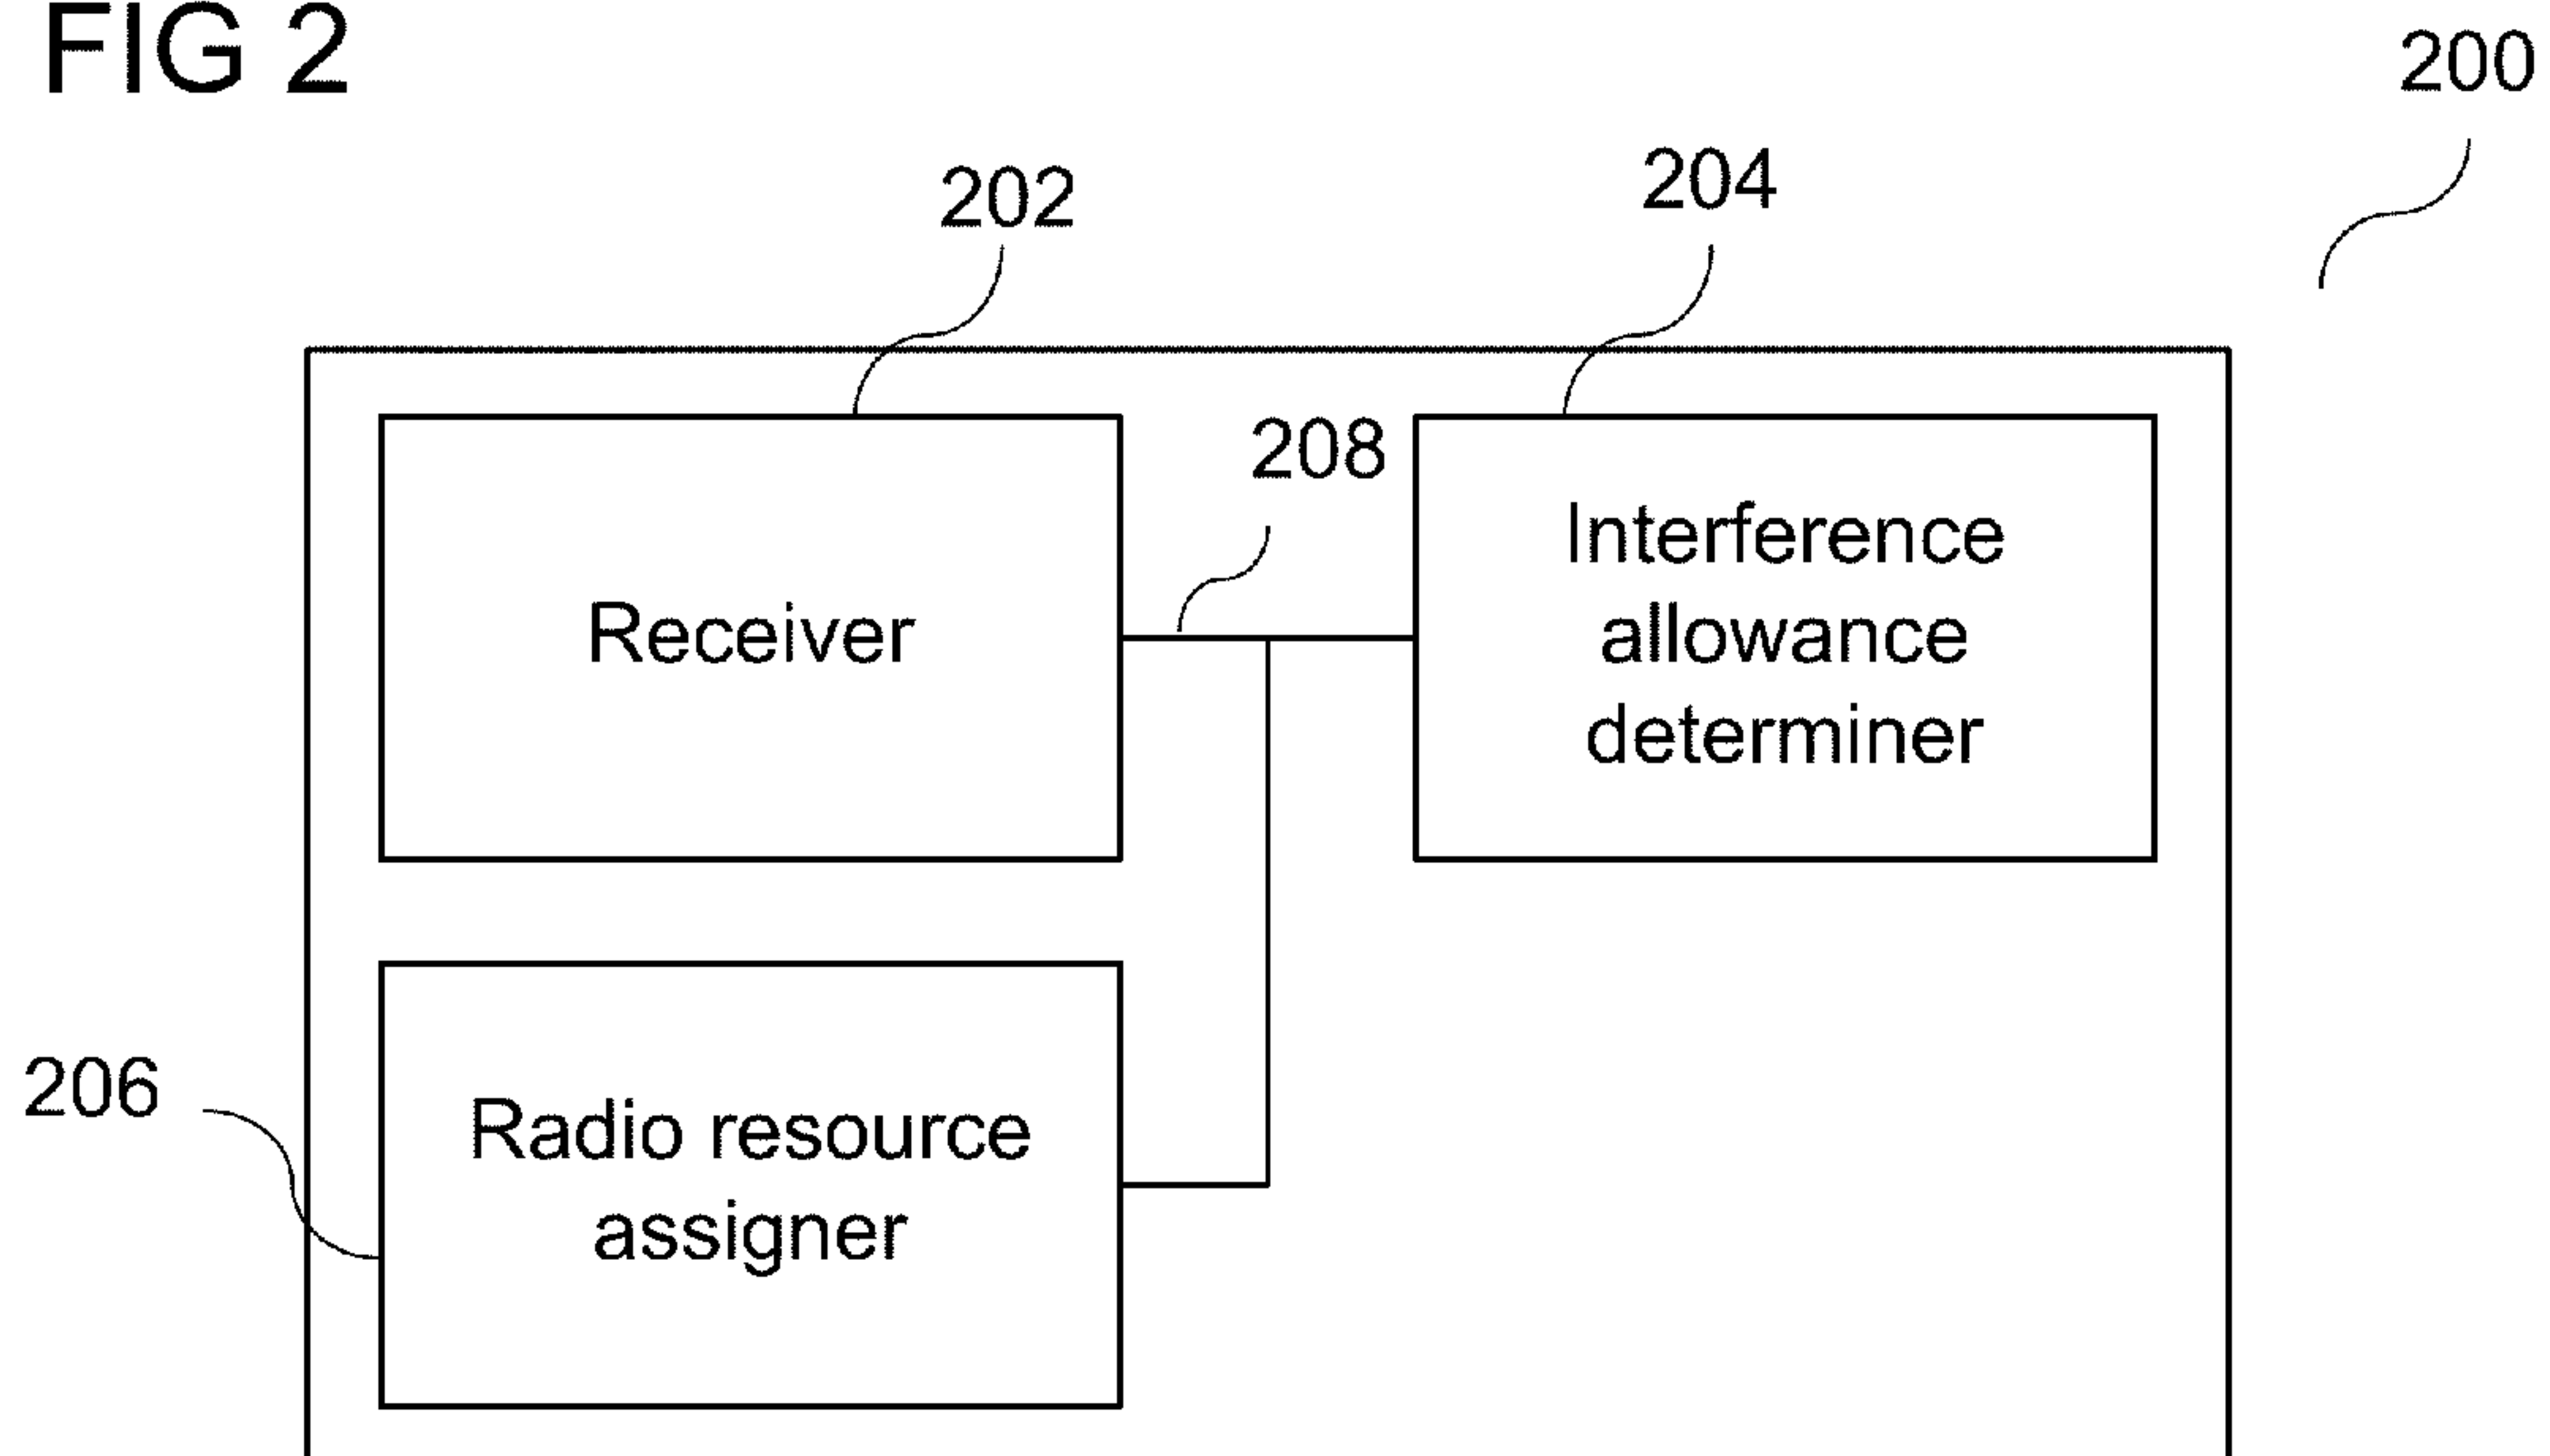 FIG 2
200
202
204
208
Receiver
Interference
allowance
determiner
206
Radio resource
assigner